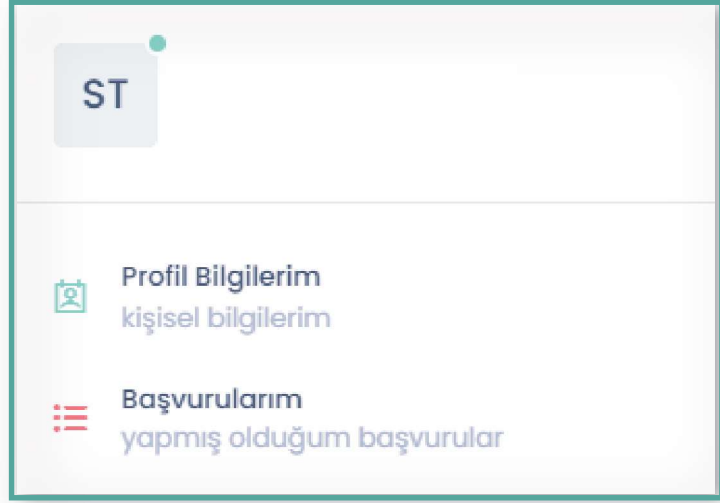 ST
Profil Bilgilerim
kişisel bilgilerim
Başvurularım
yapmış olduğum başvurular